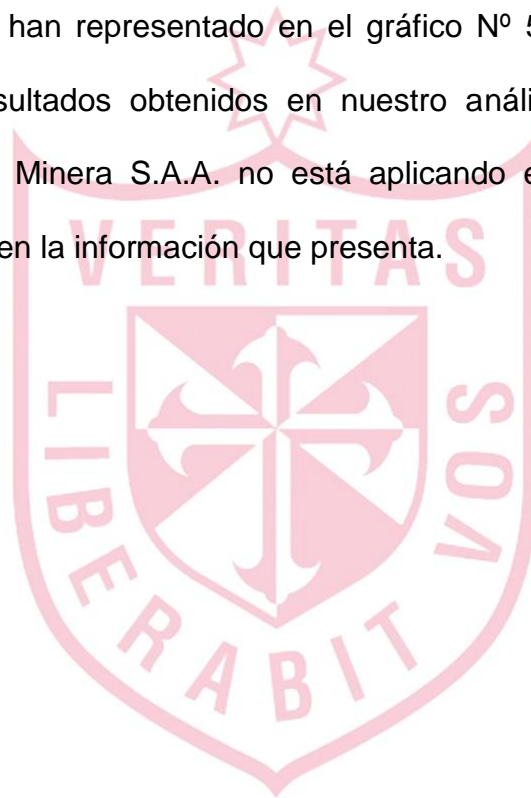 han representado en el gráfico Nº 5
sultados obtenidos en nuestro análi
Minera S.A.A. no está aplicando e
en la información que presenta.
VERITAS
LIBERABIT
VOS